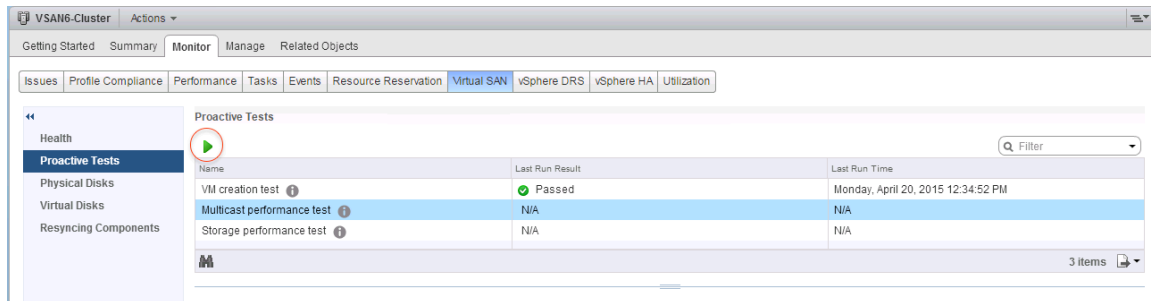 VSAN6-Cluster Actions
Getting Started Summary Monitor Manage Related Objects
Issues Profile Compliance Performance Tasks Events Resource Reservation Virtual SAN vSphere DRS vSphere HA Utilization
Proactive Tests
Health
Proactive Tests
Physical Disks
Virtual Disks
Resyncing Components
Filter
Name Last Run Result Last Run Time
VM creation test Passed Monday, April 20, 2015 12:34:52 PM
Multicast performance test N/A N/A
Storage performance test N/A N/A
3 items